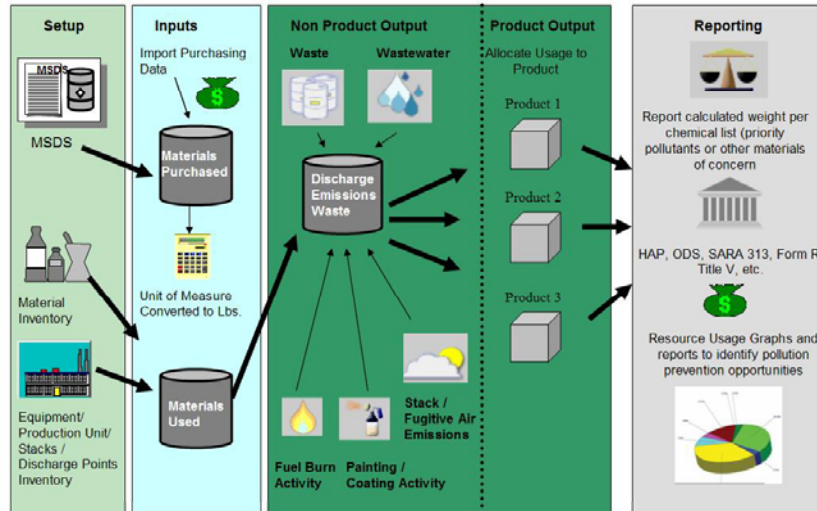 Setup
MSDS
MSDS
Material
Inventory
Equipment/
Production Unit/
Stacks /
Discharge Points
Inventory
Inputs
Import Purchasing
Data
$
Materials
Purchased
Unit of Measure
Converted to Lbs.
Materials
Used
Non Product Output
Waste
Wastewater
Discharge
Emissions
Waste
Stack /
Fugitive Air
Emissions
Fuel Burn
Activity
Painting /
Coating Activity
Product Output
Allocate Usage to
Product
Product 1
Product 2
Product 3
Reporting
Report calculated weight per
chemical list (priority
pollutants or other materials
of concern
HAP, ODS, SARA 313, Form R
Title V, etc.
$
Resource Usage Graphs and
reports to identify pollution
prevention opportunities